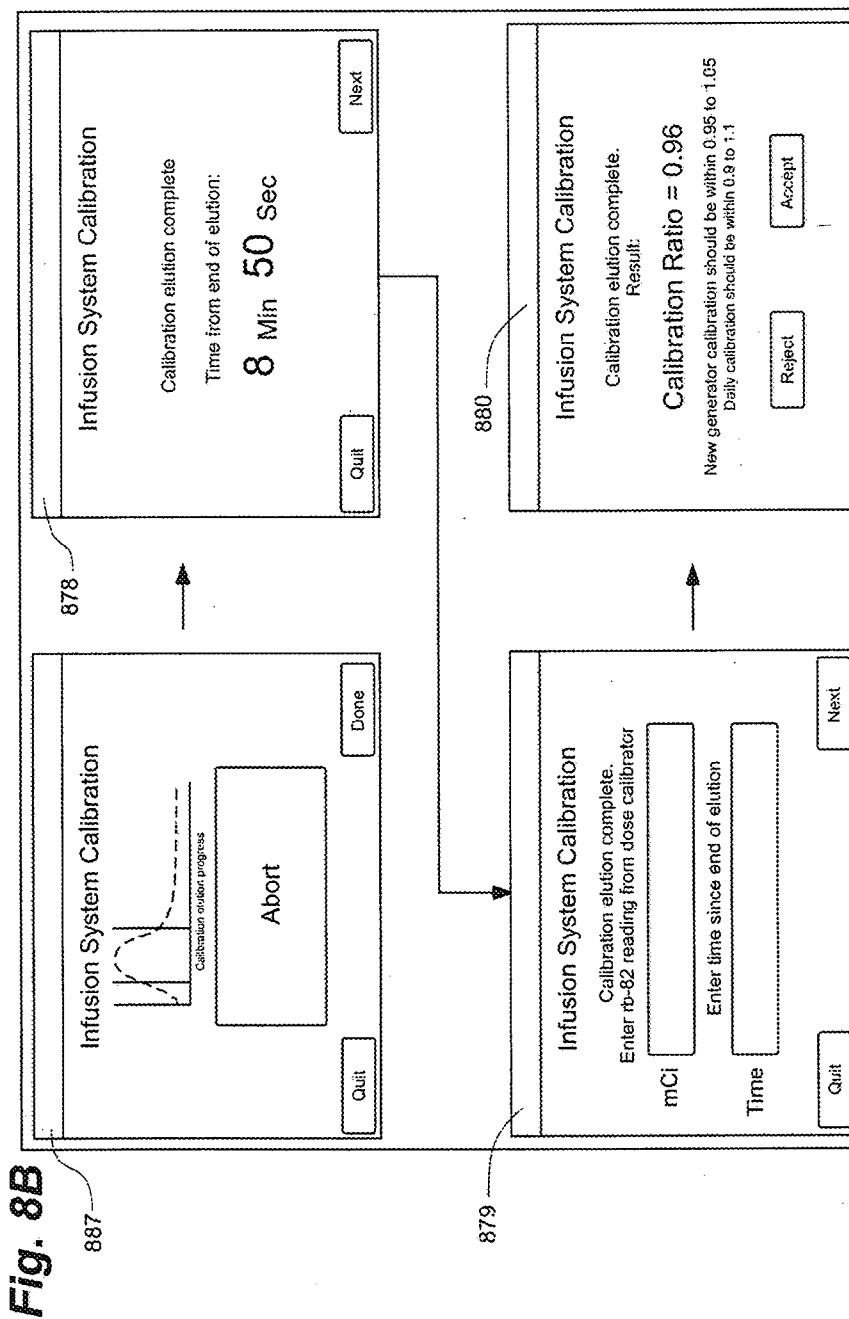 Fig. 8B
887
Infusion System Calibration
Calibration elution progress
Abort
Quit
Done
878
Infusion System Calibration
Calibration elution complete
Time from end of elution:
8 Min 50 Sec
Quit
Next
879
Infusion System Calibration
Calibration elution complete.
Enter rb-82 reading from dose calibrator
mCi
Enter time since end of elution
Time
Quit
Next
880
Infusion System Calibration
Calibration elution complete.
Result:
Calibration Ratio = 0.96
New generator calibration should be within 0.95 to 1.05
Daily calibration should be within 0.9 to 1.1
Reject
Accept